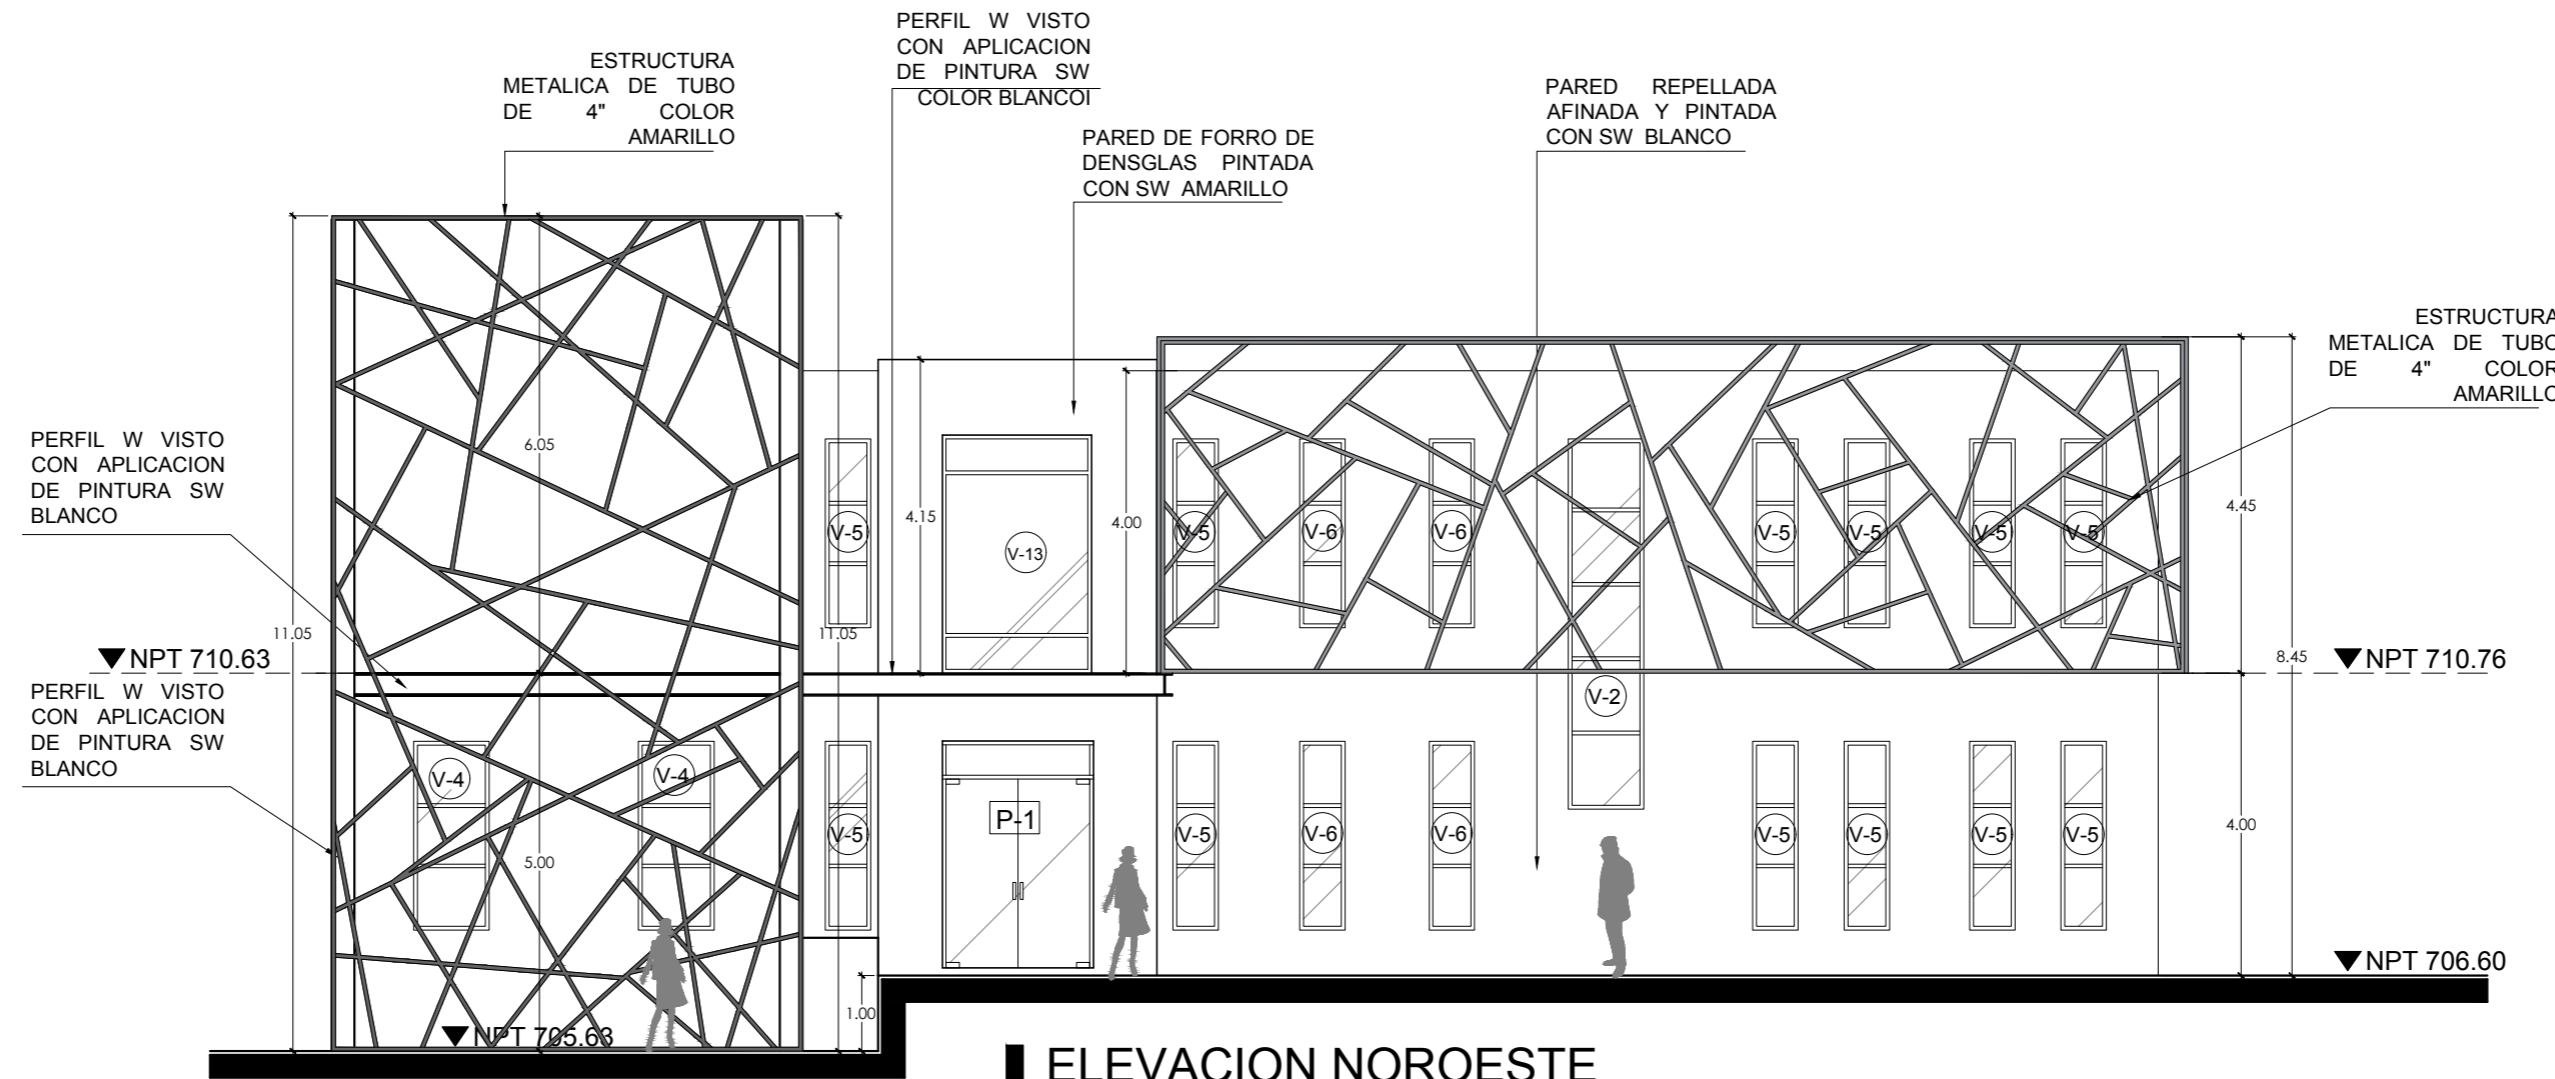 PERFIL W VISTO
CON APLICACION
DE PINTURA SW
COLOR BLANCOI
ESTRUCTURA
METALICA DE TUBO
DE 4" COLOR
AMARILLO
PARED REPELLADA
AFINADA Y PINTADA
CON SW BLANCO
PARED DE FORRO DE
DENSGLAS PINTADA
CON SW AMARILLO
ESTRUCTURA
METALICA DE TUBO
DE 4" COLOR
AMARILLO
PERFIL W VISTO
CON APLICACION
DE PINTURA SW
BLANCO
6.05
4.15
4.00
4.45
V-5
V-13
V-5
V-6
V-6
V-5
V-5
V-5
V-5
11.05
11.05
8.45
NPT 710.63
NPT 710.76
PERFIL W VISTO
CON APLICACION
DE PINTURA SW
BLANCO
V-2
V-4
V-4
P-1
V-5
V-5
V-6
V-6
V-5
V-5
V-5
V-5
4.00
5.00
NPT 706.60
1.00
NPT 705.63
ELEVACION NOROESTE